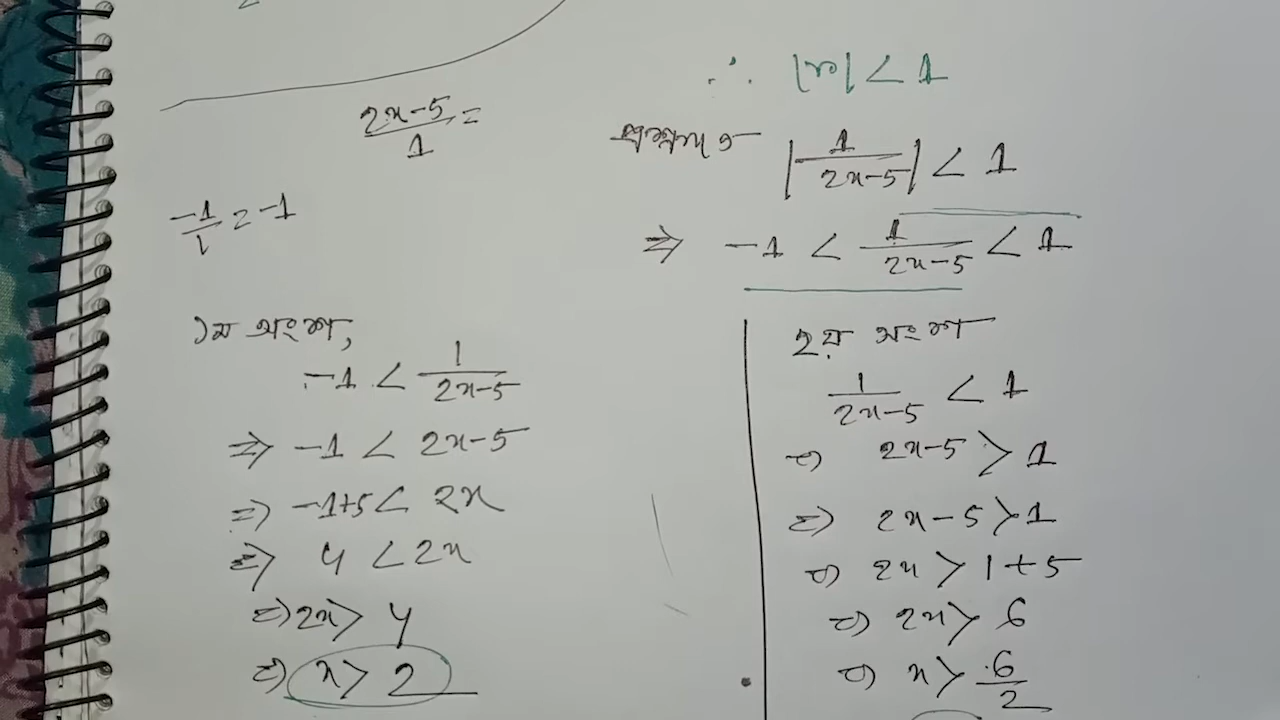 ∴ |r| < 1
2x-5/1 =
|1/2x-5| < 1
-1/1 = -1
⇒ -1 < 1/2x-5 < 1
১ম অংশ,
-1 < 1/2x-5
⇒ -1 < 2x-5
⇒ -1+5 < 2x
⇒ 4 < 2x
⇒ 2x > 4
⇒ x > 2
২য় অংশ
1/2x-5 < 1
⇒ 2x-5 > 1
⇒ 2x-5 > 1
⇒ 2x > 1+5
⇒ 2x > 6
⇒ x > 6/2